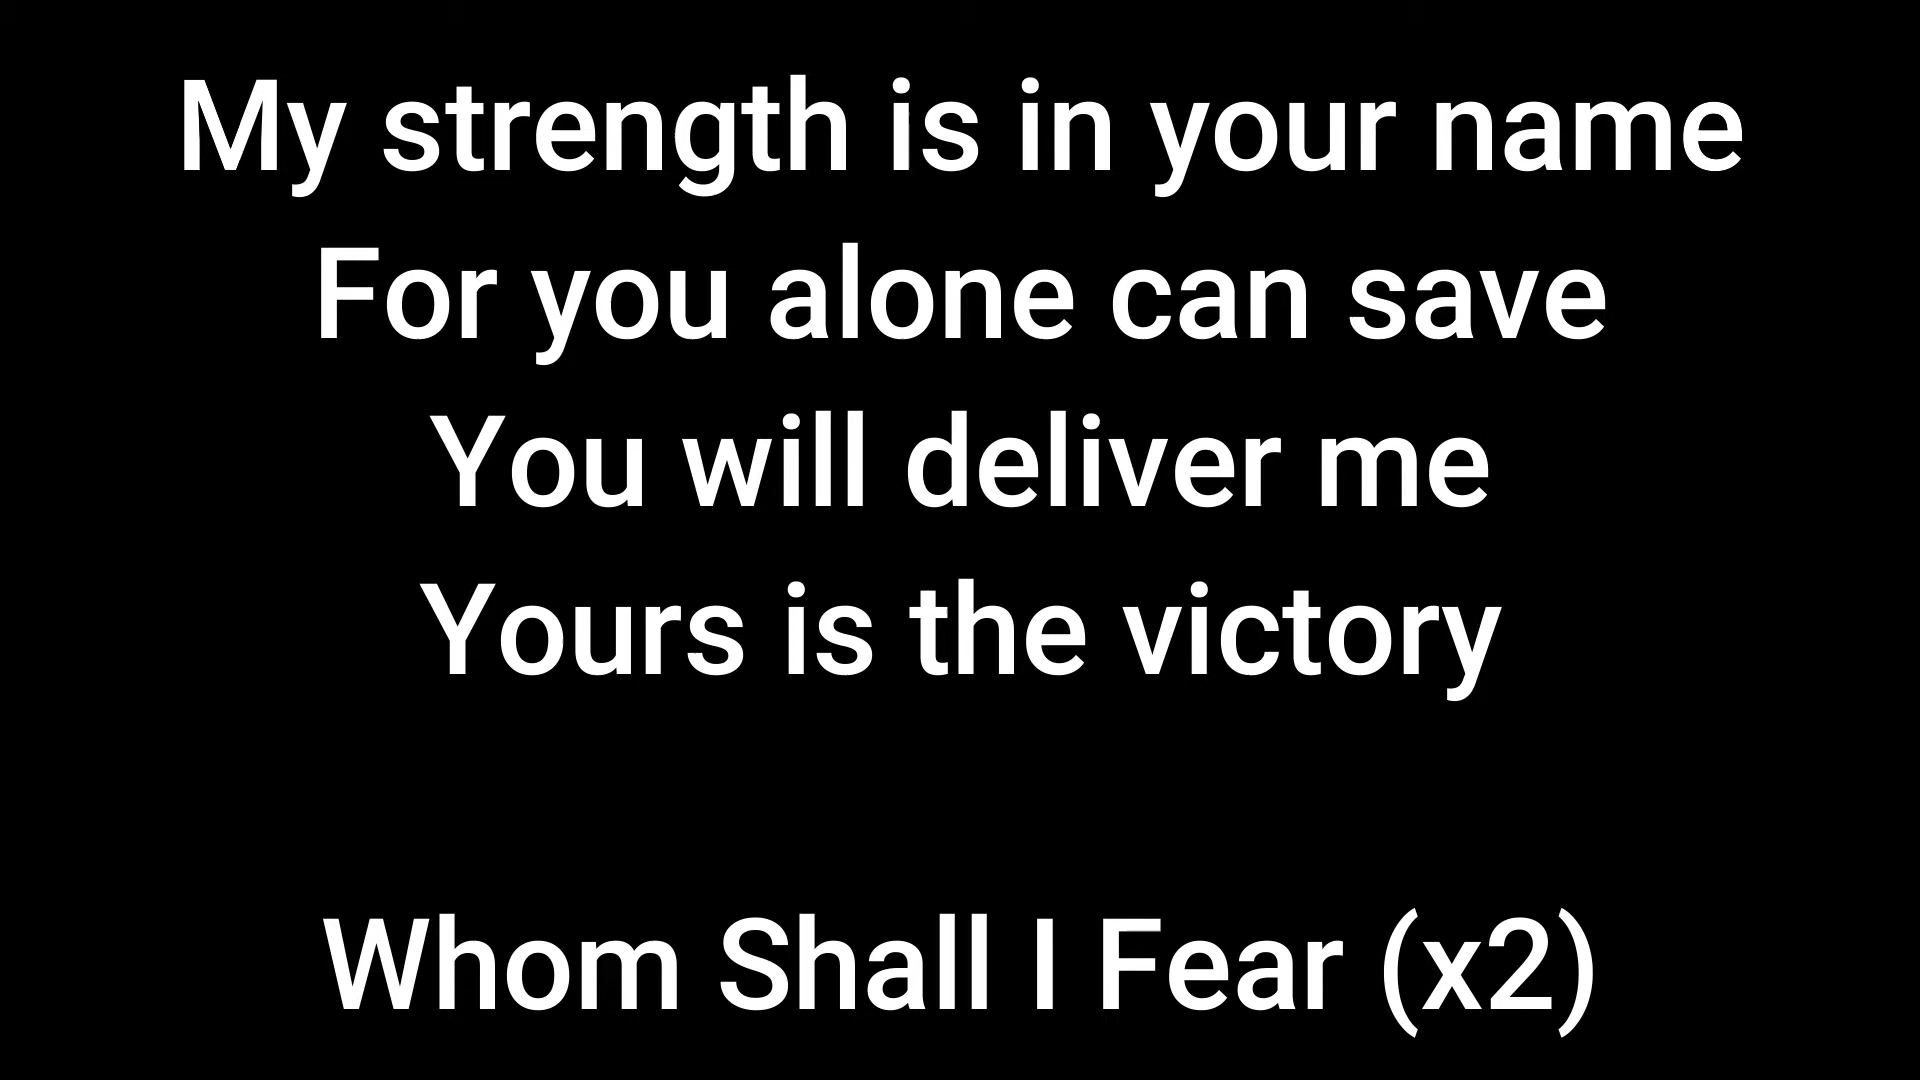 My strength is in your name
For you alone can save
You will deliver me
Yours is the victory
Whom Shall I Fear (x2)